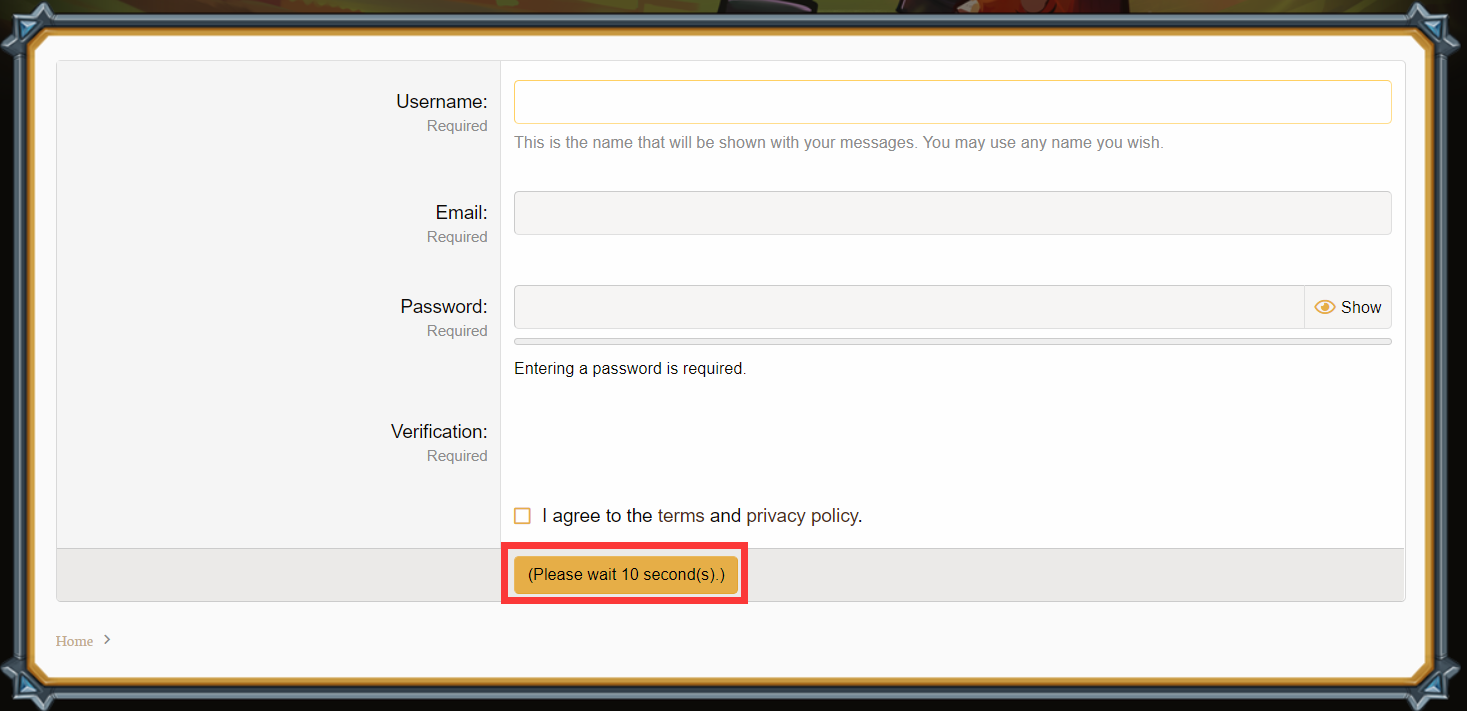 Username:
Required
This is the name that will be shown with your messages. You may use any name you wish.
Email:
Required
Password:
Required
Show
Entering a password is required.
Verification:
Required
I agree to the terms and privacy policy.
(Please wait 10 second(s).)
Home